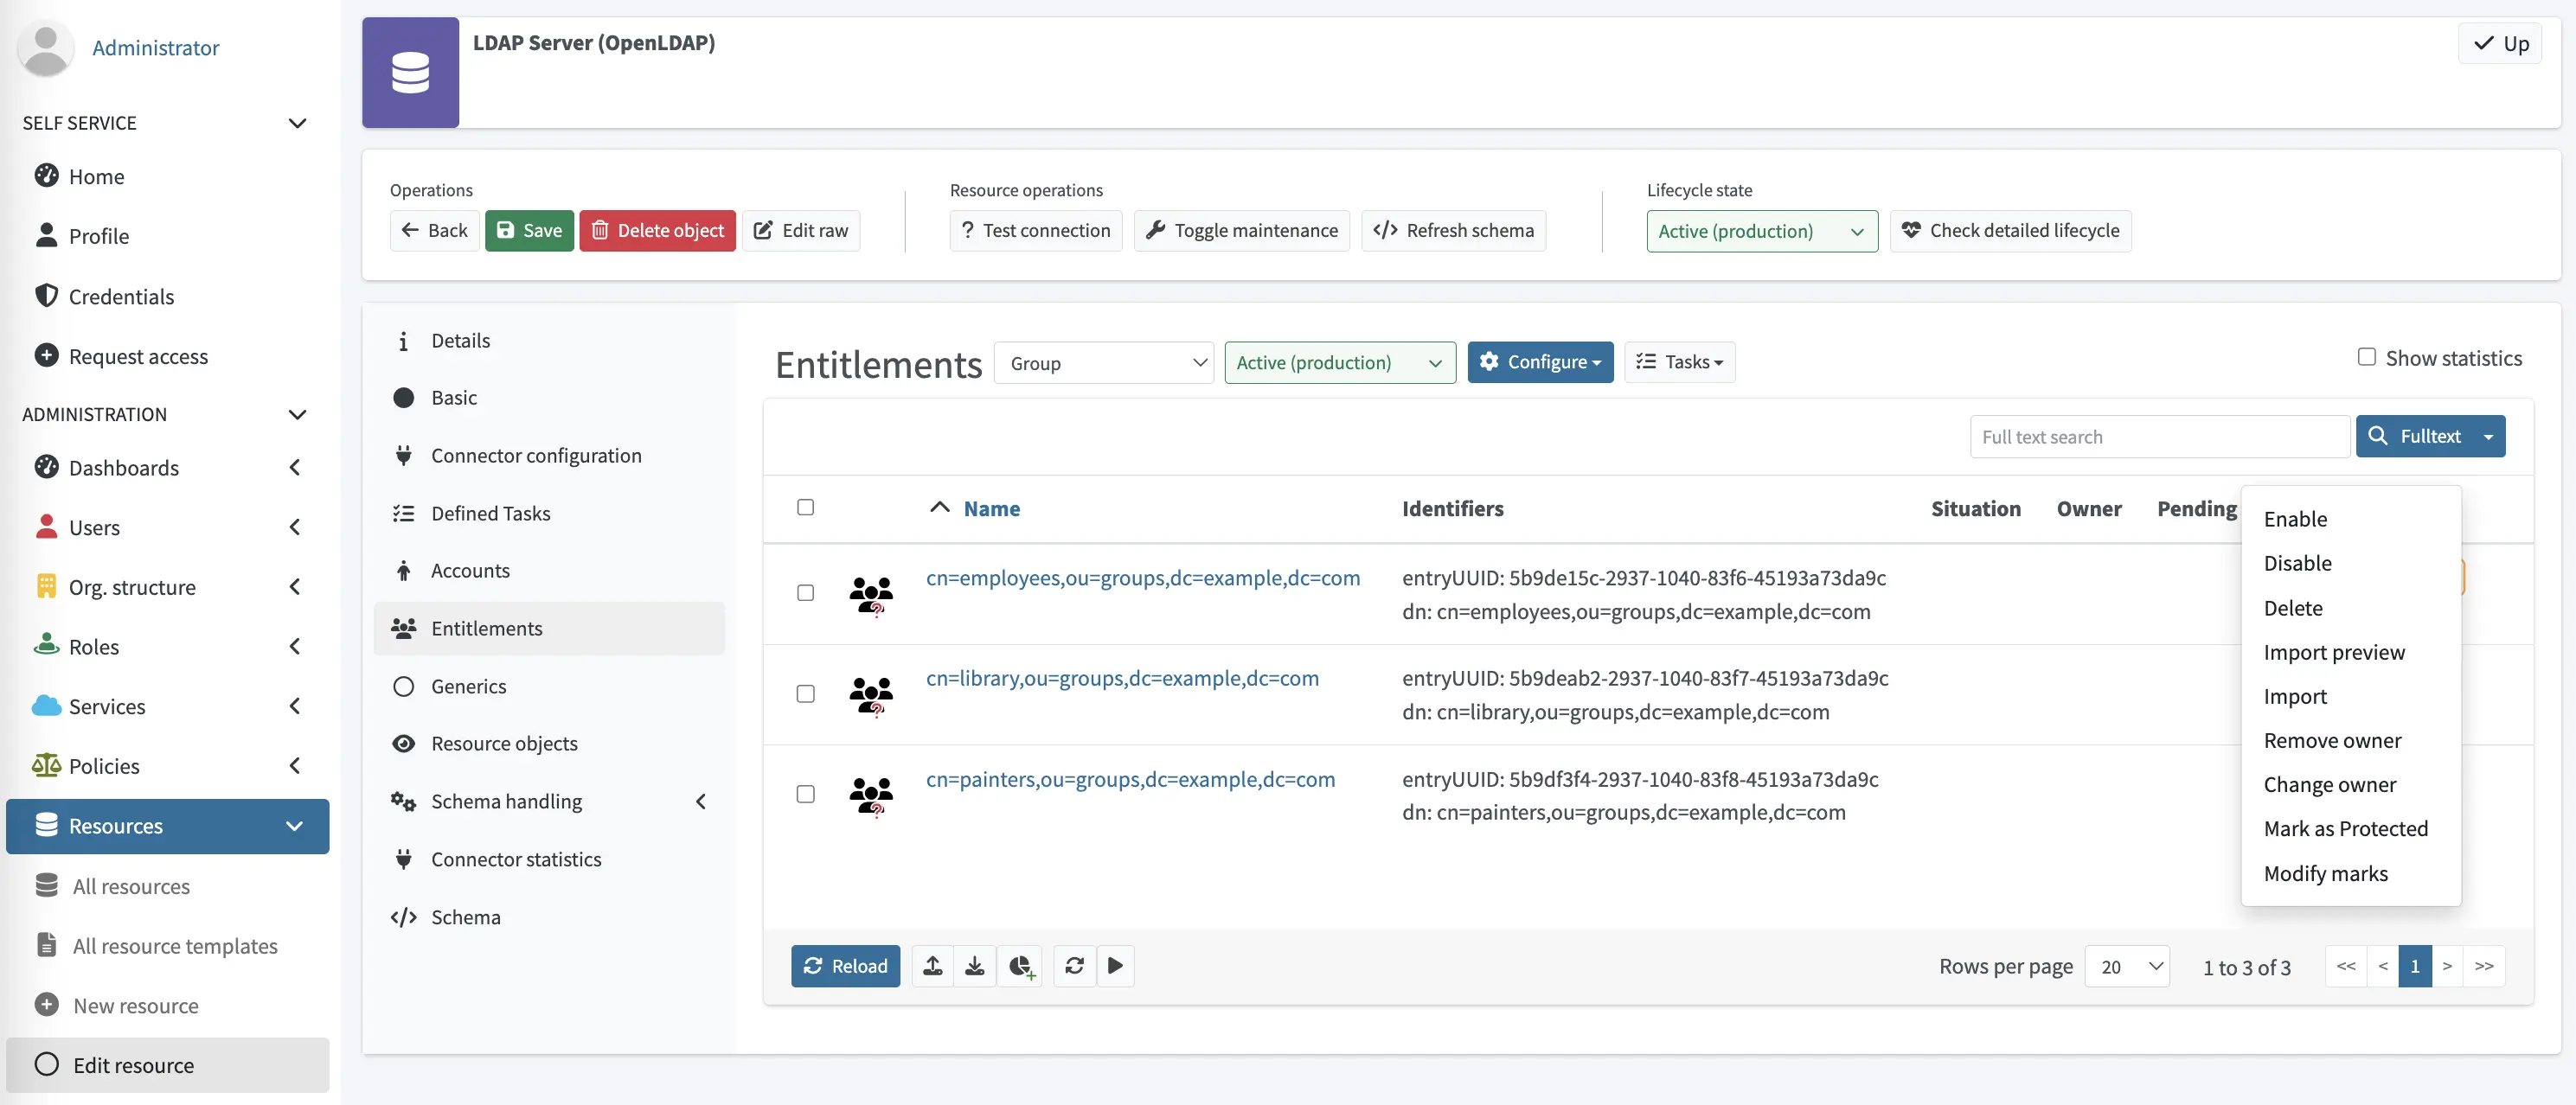 Administrator
SELF SERVICE
Home
Profile
Credentials
Request access
ADMINISTRATION
Dashboards
Users
Org. structure
Roles
Services
Policies
Resources
All resources
All resource templates
New resource
Edit resource
LDAP Server (OpenLDAP)
Up
Operations
Back
Save
Delete object
Edit raw
Resource operations
? Test connection
Toggle maintenance
Refresh schema
Lifecycle state
Active (production)
Check detailed lifecycle
Details
Basic
Connector configuration
Defined Tasks
Accounts
Entitlements
Generics
Resource objects
Schema handling
Connector statistics
Schema
Entitlements
Group
Active (production)
Configure
Tasks
Show statistics
Full text search
Fulltext
Name Identifiers Situation Owner Pending
cn=employees,ou=groups,dc=example,dc=com
entryUUID: 5b9de15c-2937-1040-83f6-45193a73da9c
dn: cn=employees,ou=groups,dc=example,dc=com
cn=library,ou=groups,dc=example,dc=com
entryUUID: 5b9deab2-2937-1040-83f7-45193a73da9c
dn: cn=library,ou=groups,dc=example,dc=com
cn=painters,ou=groups,dc=example,dc=com
entryUUID: 5b9df3f4-2937-1040-83f8-45193a73da9c
dn: cn=painters,ou=groups,dc=example,dc=com
Enable
Disable
Delete
Import preview
Import
Remove owner
Change owner
Mark as Protected
Modify marks
Reload
Rows per page 20 1 to 3 of 3 << < 1 > >>